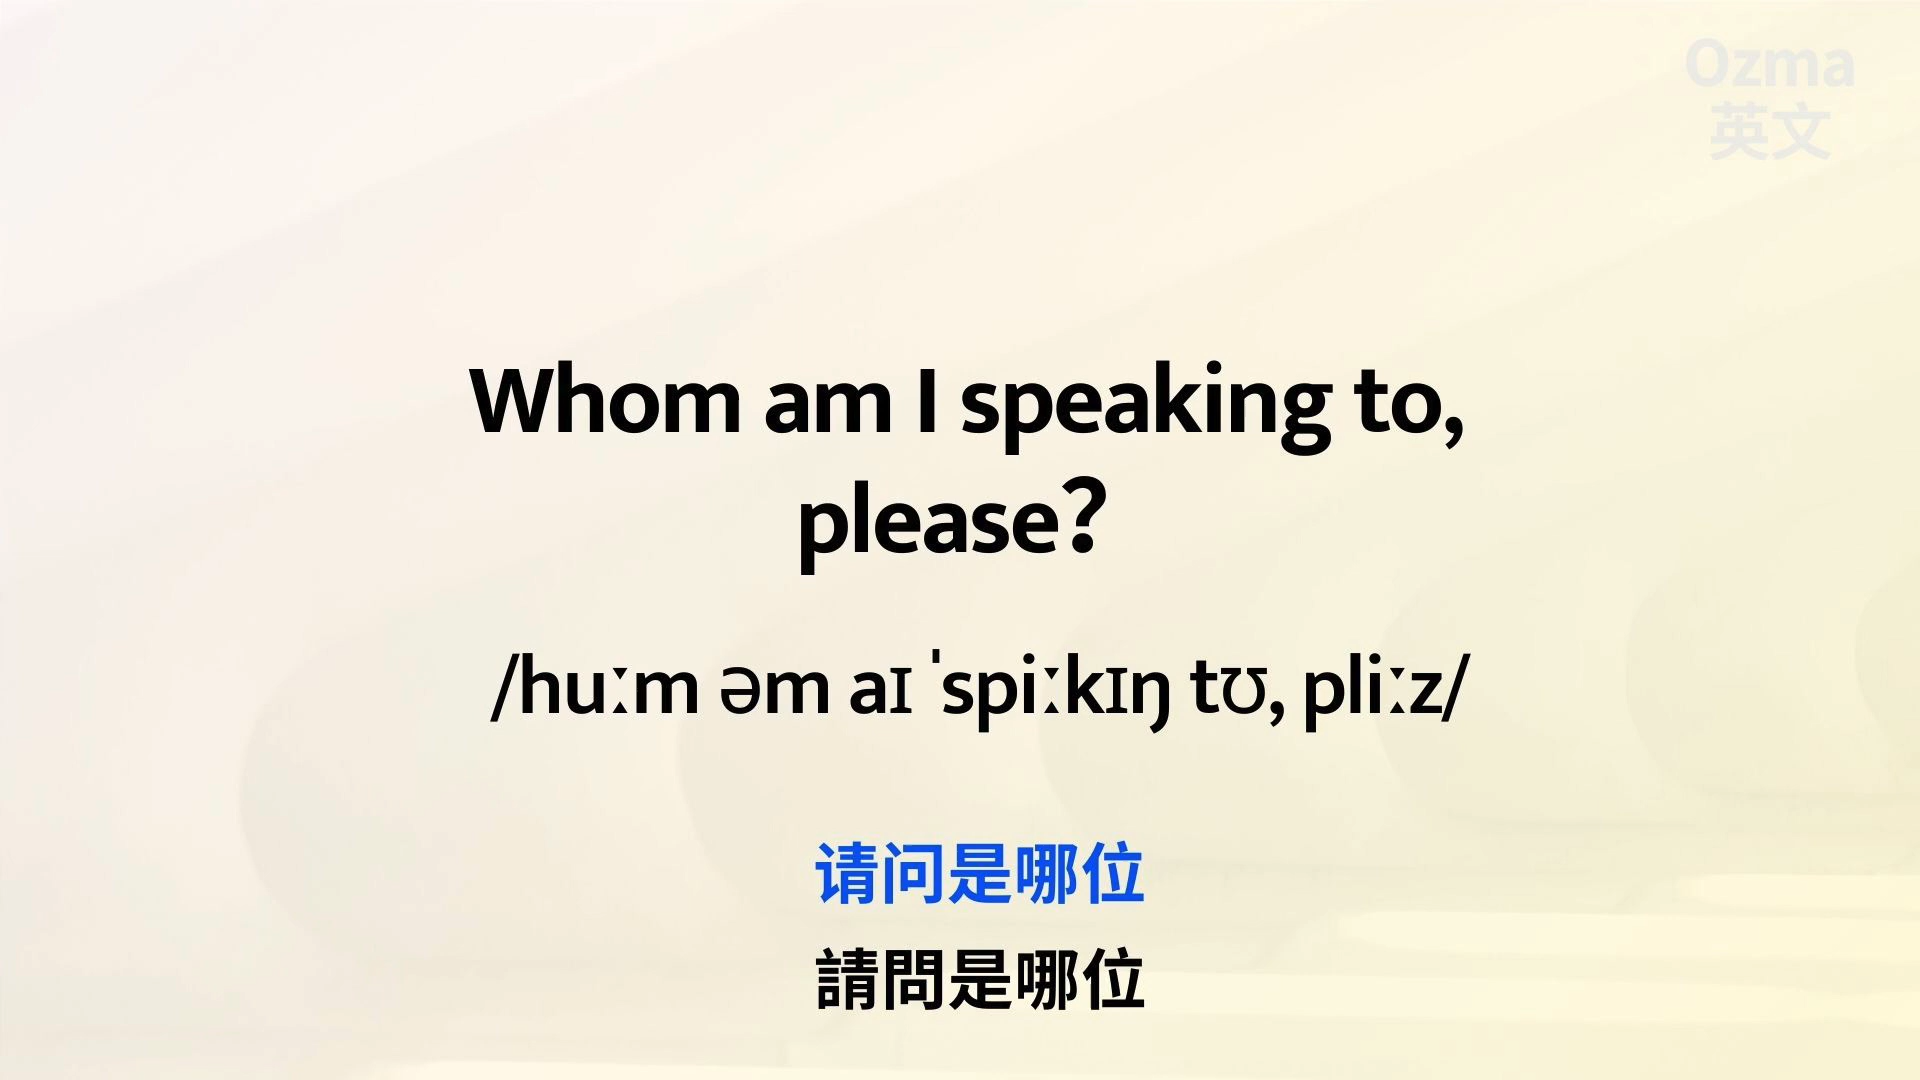 Ozma
英文
Whom am I speaking to,
please?
/huːm əm aɪ ˈspiːkɪŋ tʊ, pliːz/
请问是哪位
請問是哪位